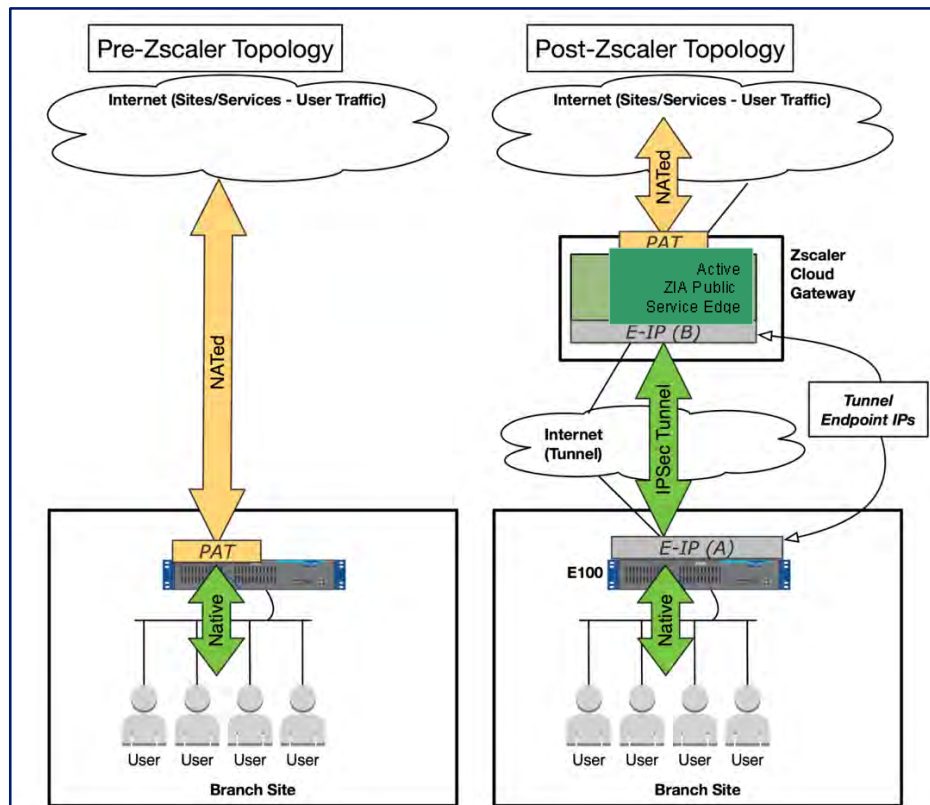 Pre-Zscaler Topology
Internet (Sites/Services - User Traffic)
NATed
PAT
Native
User User User User
Branch Site
Post-Zscaler Topology
Internet (Sites/Services - User Traffic)
NATed
PAT
Active
ZIA Public
Service Edge
Zscaler
Cloud
Gateway
E-IP (B)
Tunnel
Endpoint IPs
Internet
(Tunnel)
IPSec Tunnel
E-IP (A)
E100
Native
User User User User
Branch Site